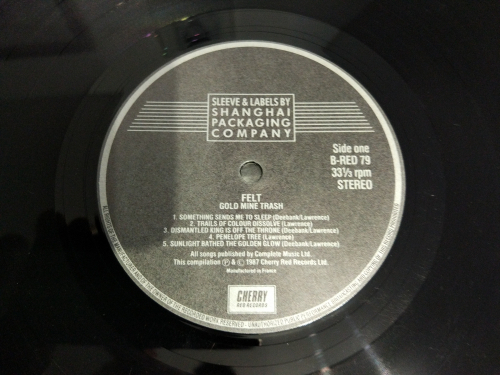 SLEEVE & LABELS BY
SHANGHAI
PACKAGING
COMPANY
Side one
B-RED 79
33⅓ rpm
STEREO
FELT
GOLD MINE TRASH
1. SOMETHING SENDS ME TO SLEEP (Deebank/Lawrence)
2. TRAILS OF COLOUR DISSOLVE (Lawrence)
3. DISMANTLED KING IS OFF THE THRONE (Deebank/Lawrence)
4. PENELOPE TREE (Lawrence)
5. SUNLIGHT BATHED THE GOLDEN GLOW (Deebank/Lawrence)
All songs published by Complete Music Ltd.
This compilation ℗ & © 1987 Cherry Red Records Ltd.
Manufactured in France
CHERRY
RED RECORDS